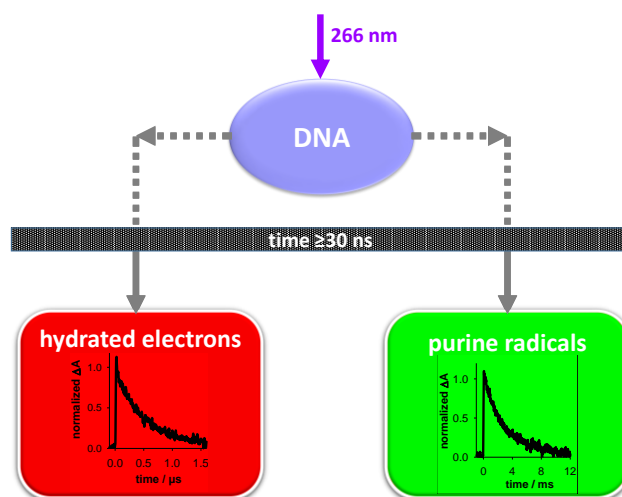 266 nm
DNA
time ≥30 ns
hydrated electrons
normalized ΔA
1.0
0.5
0.0
0.0 0.5 1.0 1.5
time / µs
purine radicals
normalized ΔA
1.0
0.5
0.0
0 4 8 12
time / ms